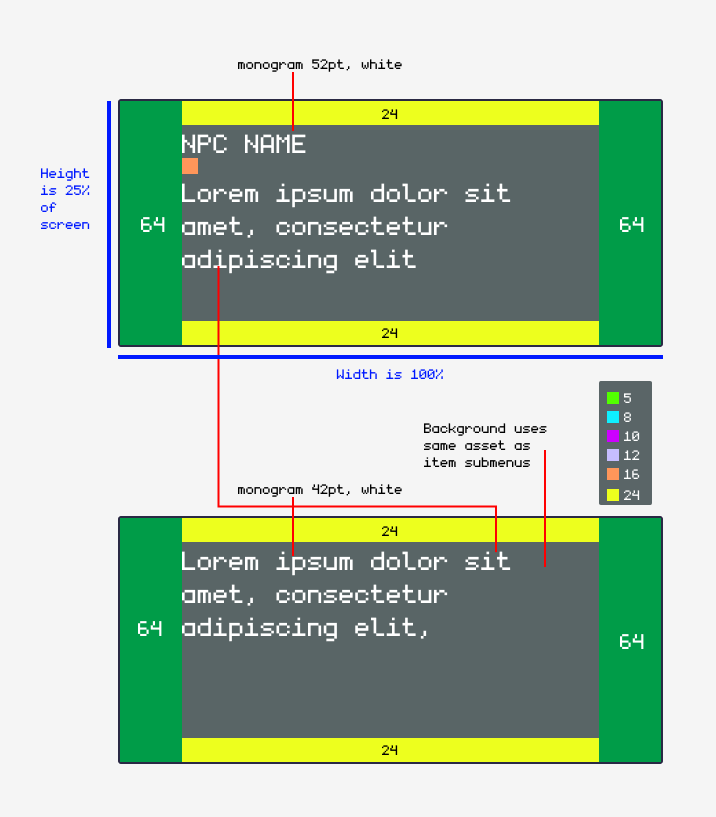 monogram 52pt, white
24
NPC NAME
Height
is 25%
of
screen
Lorem ipsum dolor sit
64
amet, consectetur
64
adipiscing elit
24
Width is 100%
5
8
10
12
16
24
Background uses
same asset as
item submenus
monogram 42pt, white
24
Lorem ipsum dolor sit
amet, consectetur
64
adipiscing elit,
64
24